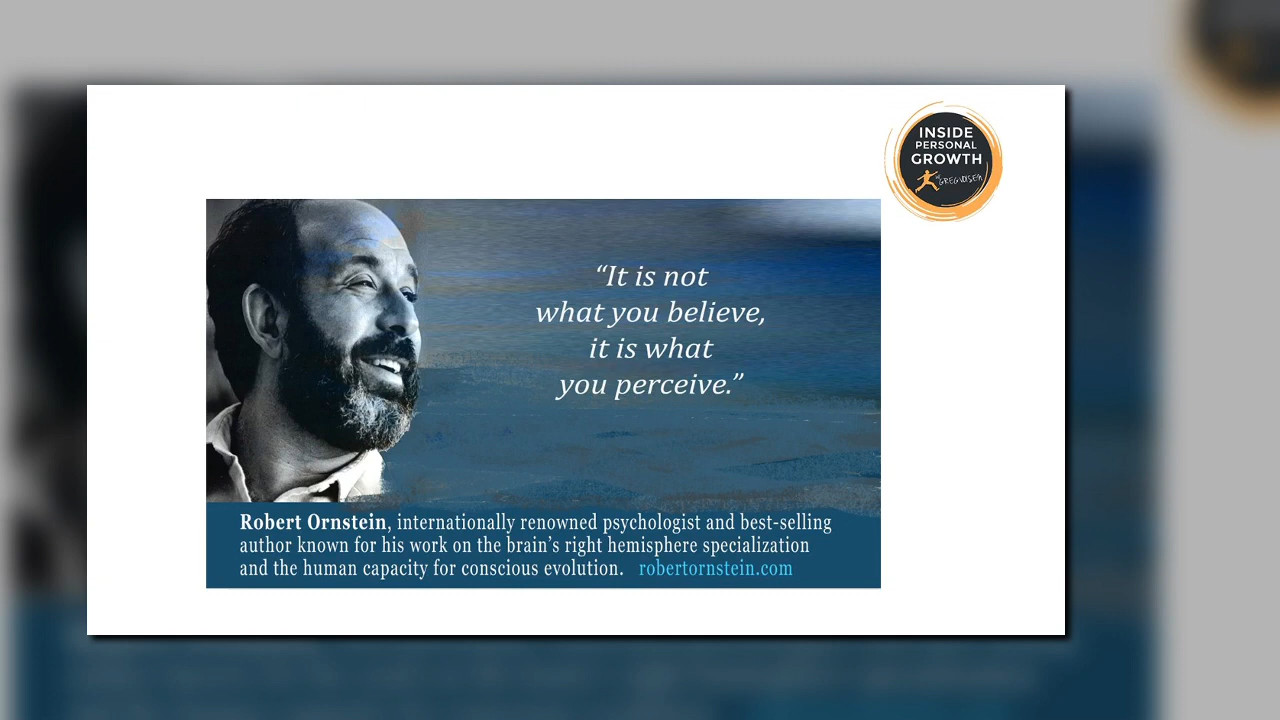 INSIDE
PERSONAL
GROWTH
“It is not
what you believe,
it is what
you perceive.”
Robert Ornstein, internationally renowned psychologist and best-selling
author known for his work on the brain’s right hemisphere specialization
and the human capacity for conscious evolution. robertornstein.com